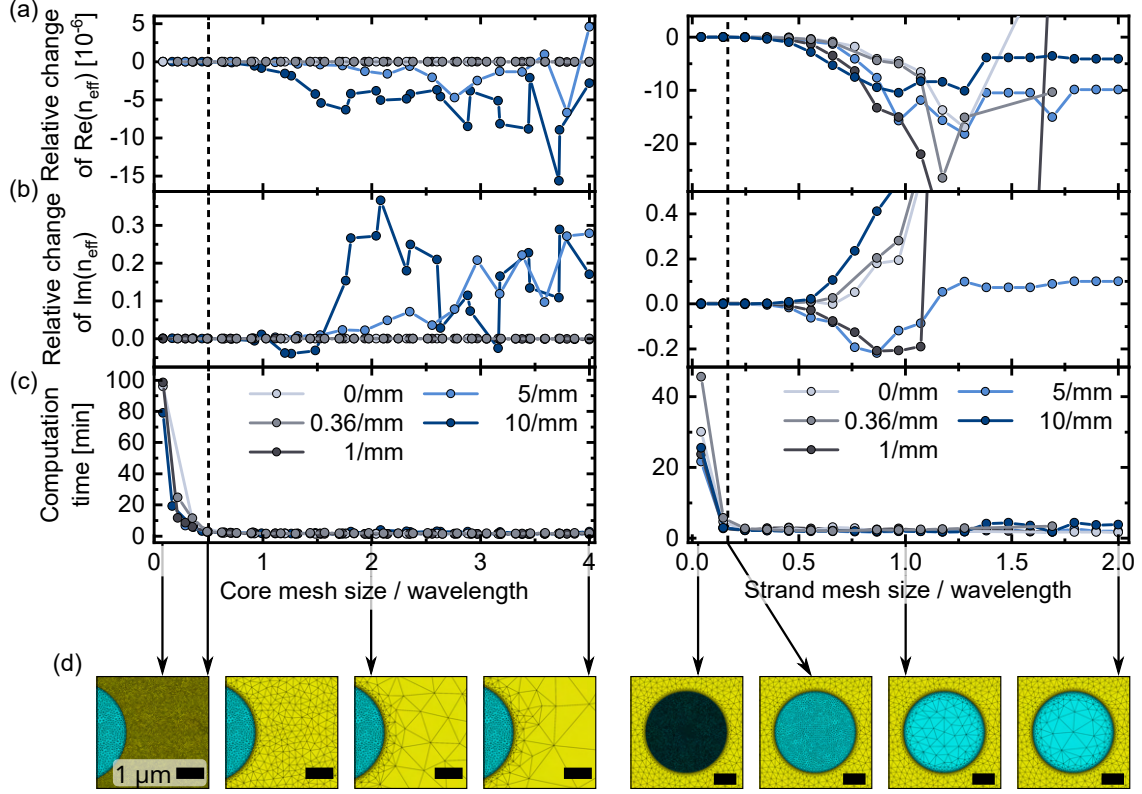 (a)
Relative change
of Re(n_eff) [10^-6]
5
0
-5
-10
-15
0
-10
-20
(b)
Relative change
of Im(n_eff)
0.3
0.2
0.1
0.0
0.4
0.2
0.0
-0.2
(c)
Computation
time [min]
100
80
60
40
20
0
0/mm
5/mm
0.36/mm
10/mm
1/mm
40
20
0
0/mm
5/mm
0.36/mm
10/mm
1/mm
0 1 2 3 4
Core mesh size / wavelength
0.0 0.5 1.0 1.5 2.0
Strand mesh size / wavelength
(d)
1 µm